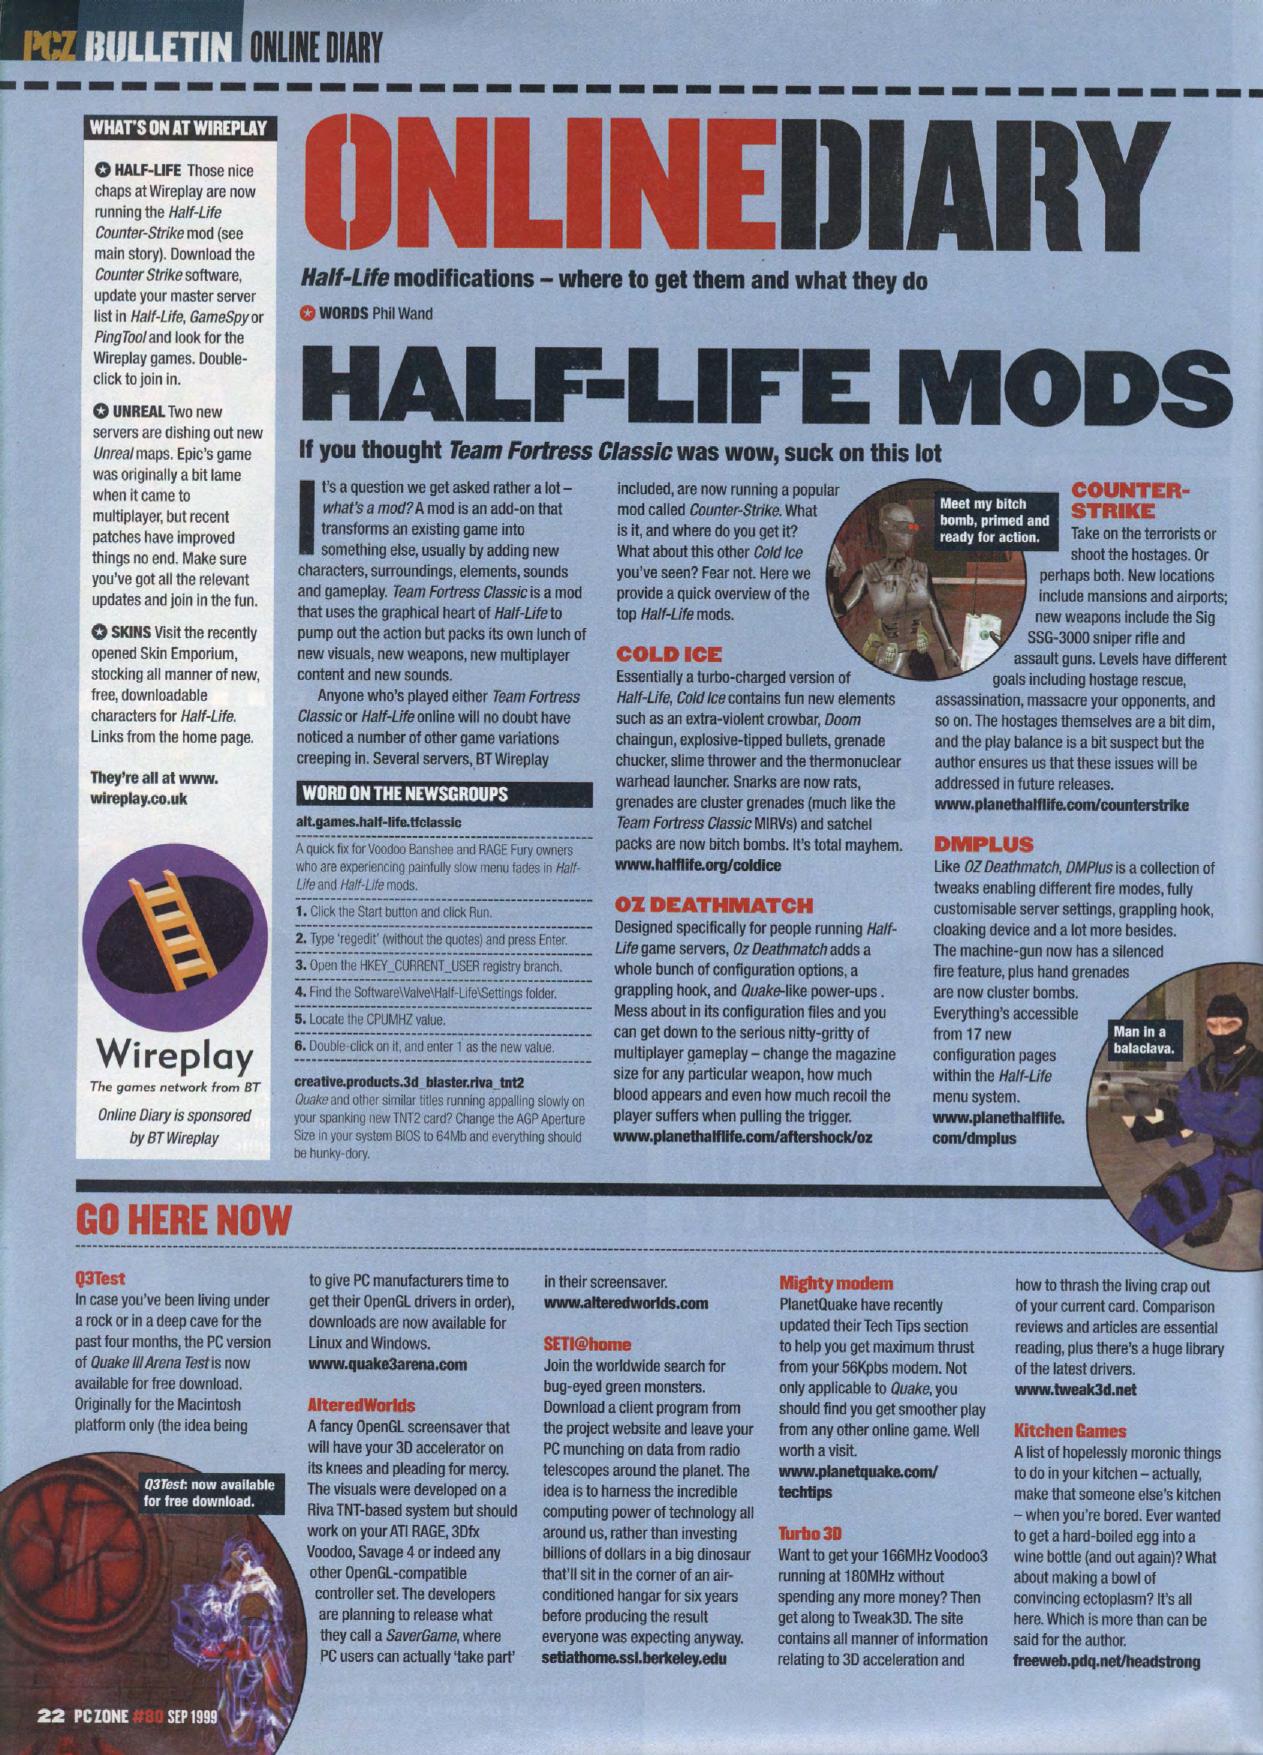 PCZ BULLETIN ONLINE DIARY
WHAT'S ON AT WIREPLAY
HALF-LIFE Those nice
chaps at Wireplay are now
running the Half-Life
Counter-Strike mod (see
main story). Download the
Counter Strike software,
update your master server
list in Half-Life, GameSpy or
PingTool and look for the
Wireplay games. Double-
click to join in.
UNREAL Two new
servers are dishing out new
Unreal maps. Epic's game
was originally a bit lame
when it came to
multiplayer, but recent
patches have improved
things no end. Make sure
you've got all the relevant
updates and join in the fun.
SKINS Visit the recently
opened Skin Emporium,
stocking all manner of new,
free, downloadable
characters for Half-Life.
Links from the home page.
They're all at www.
wireplay.co.uk
Wireplay
The games network from BT
Online Diary is sponsored
by BT Wireplay
ONLINEDIARY
Half-Life modifications – where to get them and what they do
WORDS Phil Wand
HALF-LIFE MODS
If you thought Team Fortress Classic was wow, suck on this lot
It's a question we get asked rather a lot –
what's a mod? A mod is an add-on that
transforms an existing game into
something else, usually by adding new
characters, surroundings, elements, sounds
and gameplay. Team Fortress Classic is a mod
that uses the graphical heart of Half-Life to
pump out the action but packs its own lunch of
new visuals, new weapons, new multiplayer
content and new sounds.
Anyone who's played either Team Fortress
Classic or Half-Life online will no doubt have
noticed a number of other game variations
creeping in. Several servers, BT Wireplay
WORD ON THE NEWSGROUPS
alt.games.half-life.tfclassic
A quick fix for Voodoo Banshee and RAGE Fury owners
who are experiencing painfully slow menu fades in Half-
Life and Half-Life mods.
1. Click the Start button and click Run.
2. Type 'regedit' (without the quotes) and press Enter.
3. Open the HKEY_CURRENT_USER registry branch.
4. Find the Software\Valve\Half-Life\Settings folder.
5. Locate the CPUMHZ value.
6. Double-click on it, and enter 1 as the new value.
creative.products.3d_blaster.riva_tnt2
Quake and other similar titles running appalling slowly on
your spanking new TNT2 card? Change the AGP Aperture
Size in your system BIOS to 64Mb and everything should
be hunky-dory.
included, are now running a popular
mod called Counter-Strike. What
is it, and where do you get it?
What about this other Cold Ice
you've seen? Fear not. Here we
provide a quick overview of the
top Half-Life mods.
COLD ICE
Essentially a turbo-charged version of
Half-Life, Cold Ice contains fun new elements
such as an extra-violent crowbar, Doom
chaingun, explosive-tipped bullets, grenade
chucker, slime thrower and the thermonuclear
warhead launcher. Snarks are now rats,
grenades are cluster grenades (much like the
Team Fortress Classic MIRVs) and satchel
packs are now bitch bombs. It's total mayhem.
www.halflife.org/coldice
OZ DEATHMATCH
Designed specifically for people running Half-
Life game servers, Oz Deathmatch adds a
whole bunch of configuration options, a
grappling hook, and Quake-like power-ups .
Mess about in its configuration files and you
can get down to the serious nitty-gritty of
multiplayer gameplay – change the magazine
size for any particular weapon, how much
blood appears and even how much recoil the
player suffers when pulling the trigger.
www.planethalflife.com/aftershock/oz
Meet my bitch
bomb, primed and
ready for action.
COUNTER-
STRIKE
Take on the terrorists or
shoot the hostages. Or
perhaps both. New locations
include mansions and airports;
new weapons include the Sig
SSG-3000 sniper rifle and
assault guns. Levels have different
goals including hostage rescue,
assassination, massacre your opponents, and
so on. The hostages themselves are a bit dim,
and the play balance is a bit suspect but the
author ensures us that these issues will be
addressed in future releases.
www.planethalflife.com/counterstrike
DMPLUS
Like OZ Deathmatch, DMPlus is a collection of
tweaks enabling different fire modes, fully
customisable server settings, grappling hook,
cloaking device and a lot more besides.
The machine-gun now has a silenced
fire feature, plus hand grenades
are now cluster bombs.
Everything's accessible
from 17 new
configuration pages
within the Half-Life
menu system.
www.planethalflife.
com/dmplus
Man in a
balaclava.
GO HERE NOW
Q3Test
In case you've been living under
a rock or in a deep cave for the
past four months, the PC version
of Quake III Arena Test is now
available for free download.
Originally for the Macintosh
platform only (the idea being
Q3Test: now available
for free download.
to give PC manufacturers time to
get their OpenGL drivers in order),
downloads are now available for
Linux and Windows.
www.quake3arena.com
AlteredWorlds
A fancy OpenGL screensaver that
will have your 3D accelerator on
its knees and pleading for mercy.
The visuals were developed on a
Riva TNT-based system but should
work on your ATI RAGE, 3Dfx
Voodoo, Savage 4 or indeed any
other OpenGL-compatible
controller set. The developers
are planning to release what
they call a SaverGame, where
PC users can actually 'take part'
in their screensaver.
www.alteredworlds.com
SETI@home
Join the worldwide search for
bug-eyed green monsters.
Download a client program from
the project website and leave your
PC munching on data from radio
telescopes around the planet. The
idea is to harness the incredible
computing power of technology all
around us, rather than investing
billions of dollars in a big dinosaur
that'll sit in the corner of an air-
conditioned hangar for six years
before producing the result
everyone was expecting anyway.
setiathome.ssl.berkeley.edu
Mighty modem
PlanetQuake have recently
updated their Tech Tips section
to help you get maximum thrust
from your 56Kpbs modem. Not
only applicable to Quake, you
should find you get smoother play
from any other online game. Well
worth a visit.
www.planetquake.com/
techtips
Turbo 3D
Want to get your 166MHz Voodoo3
running at 180MHz without
spending any more money? Then
get along to Tweak3D. The site
contains all manner of information
relating to 3D acceleration and
how to thrash the living crap out
of your current card. Comparison
reviews and articles are essential
reading, plus there's a huge library
of the latest drivers.
www.tweak3d.net
Kitchen Games
A list of hopelessly moronic things
to do in your kitchen – actually,
make that someone else's kitchen
– when you're bored. Ever wanted
to get a hard-boiled egg into a
wine bottle (and out again)? What
about making a bowl of
convincing ectoplasm? It's all
here. Which is more than can be
said for the author.
freeweb.pdq.net/headstrong
22 PC ZONE #80 SEP 1999